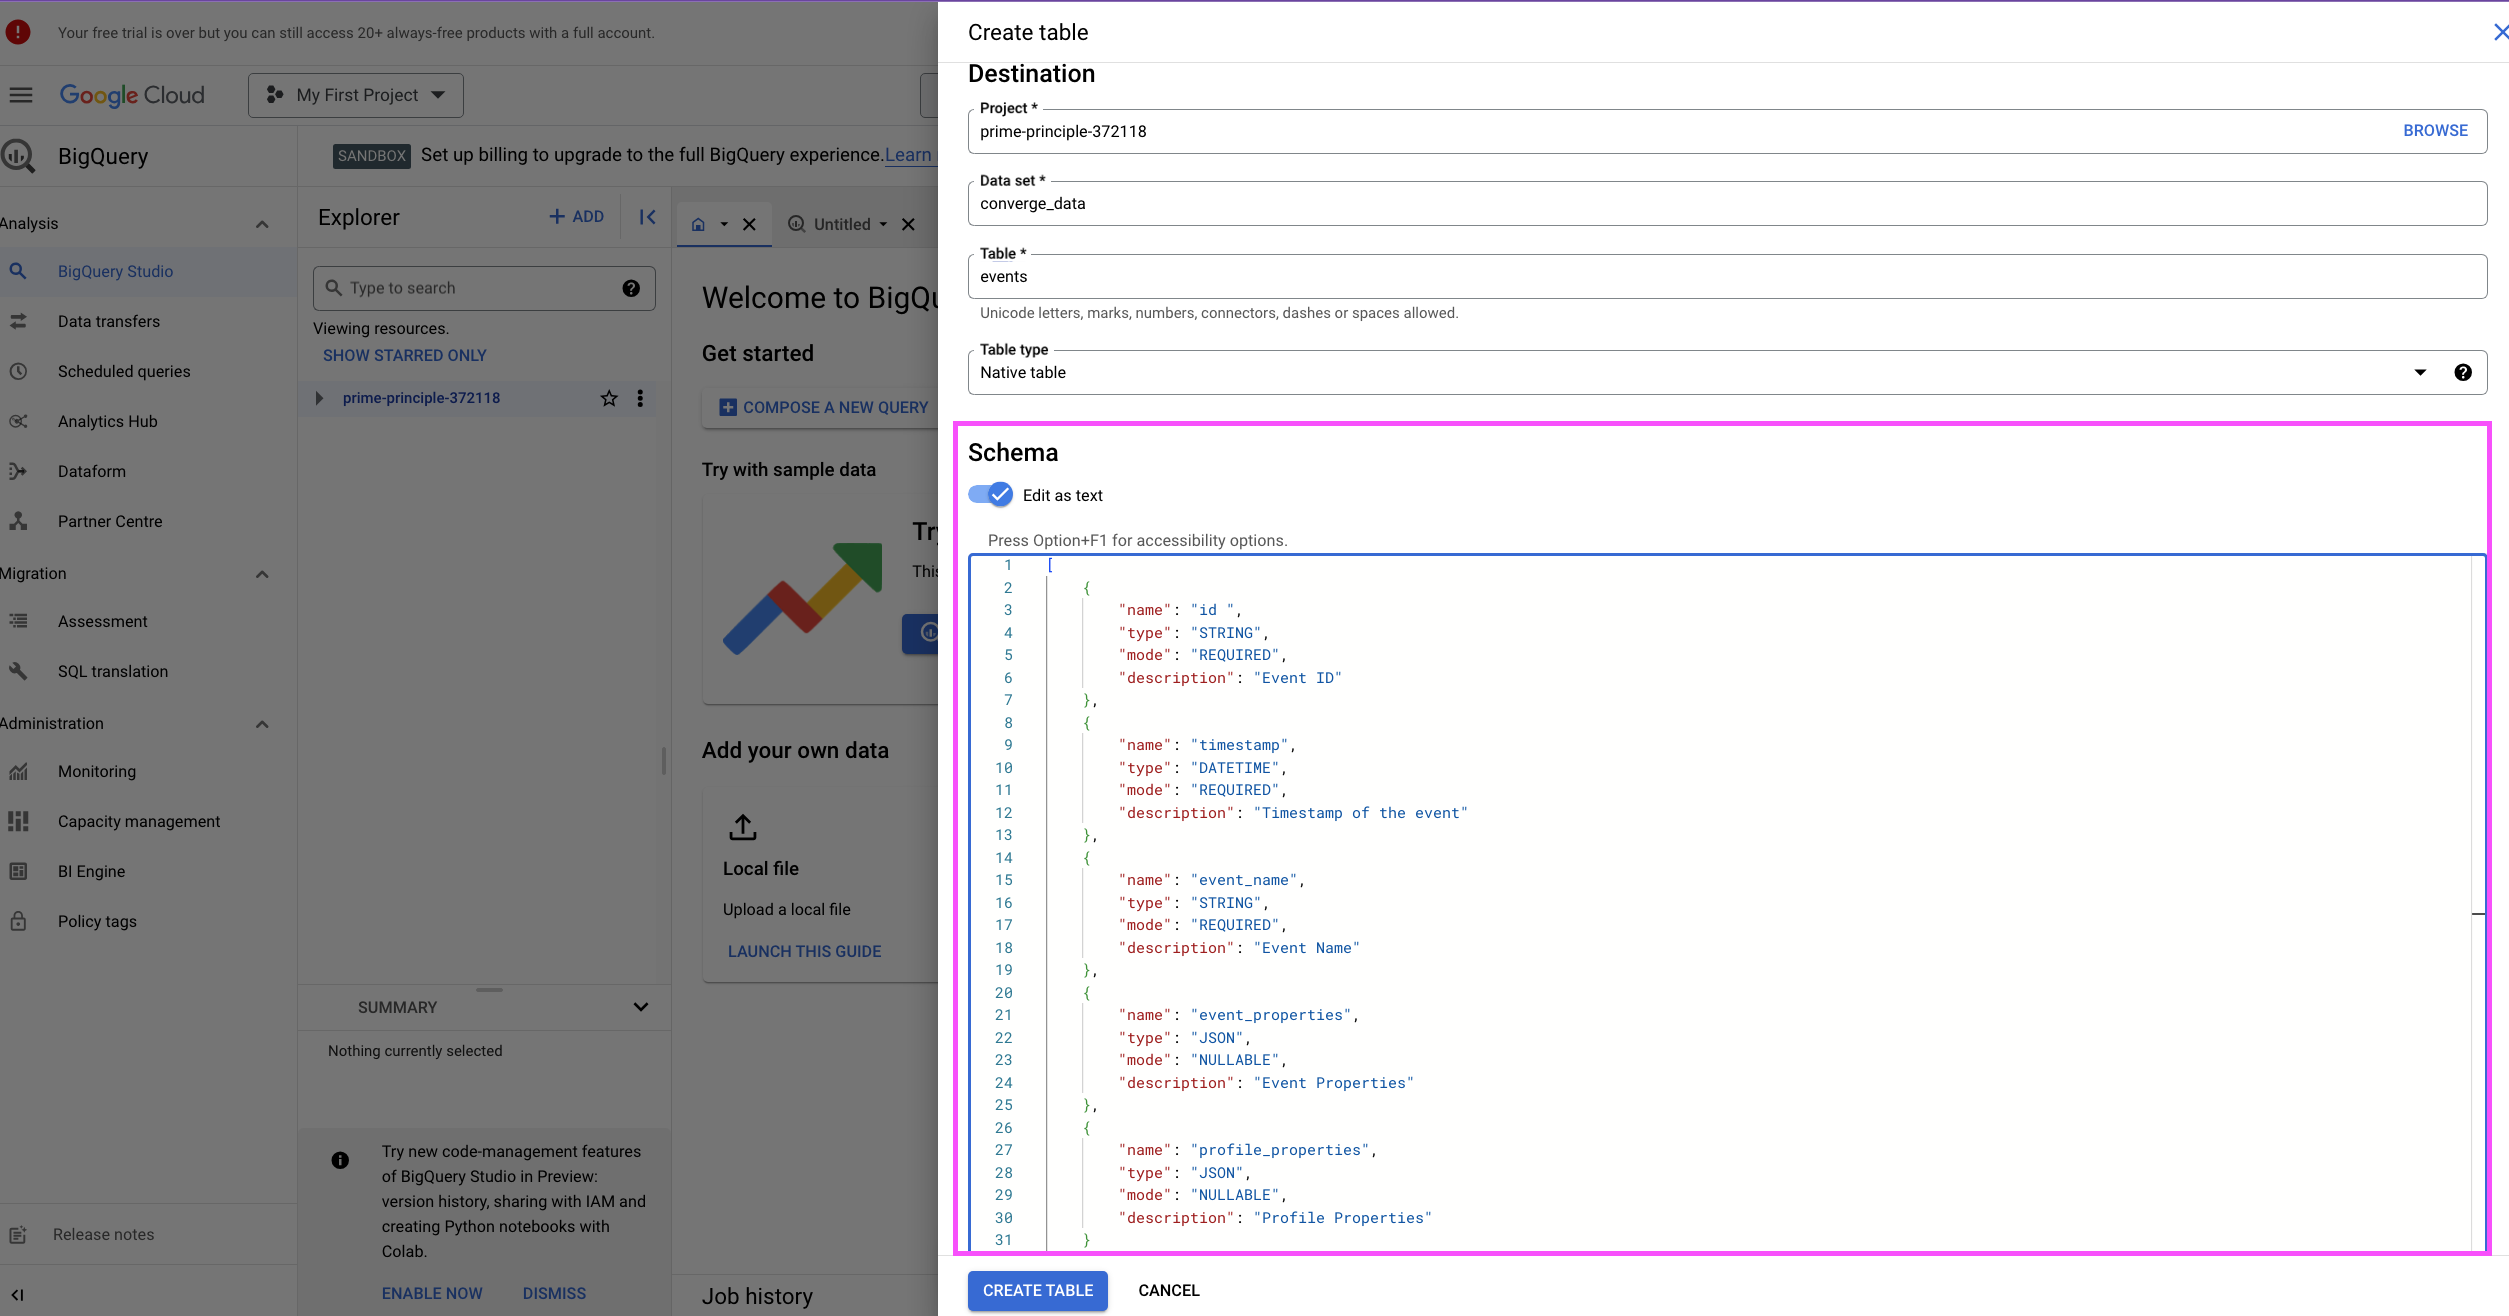 Your free trial is over but you can still access 20+ always-free products with a full account.
Google Cloud
My First Project
BigQuery
SANDBOX Set up billing to upgrade to the full BigQuery experience. Learn
Analysis
BigQuery Studio
Data transfers
Scheduled queries
Analytics Hub
Dataform
Partner Centre
Migration
Assessment
SQL translation
Administration
Monitoring
Capacity management
BI Engine
Policy tags
Release notes
Explorer
+ ADD
Type to search
Viewing resources.
SHOW STARRED ONLY
prime-principle-372118
SUMMARY
Nothing currently selected
Try new code-management features
of BigQuery Studio in Preview:
version history, sharing with IAM and
creating Python notebooks with
Colab.
ENABLE NOW DISMISS
Untitled
Welcome to BigQu
Get started
COMPOSE A NEW QUERY
Try with sample data
Try
This
Add your own data
Local file
Upload a local file
LAUNCH THIS GUIDE
Job history
Create table
Destination
Project *
prime-principle-372118
BROWSE
Data set *
converge_data
Table *
events
Unicode letters, marks, numbers, connectors, dashes or spaces allowed.
Table type
Native table
Schema
Edit as text
Press Option+F1 for accessibility options.
1 [
2 {
3 "name": "id ",
4 "type": "STRING",
5 "mode": "REQUIRED",
6 "description": "Event ID"
7 },
8 {
9 "name": "timestamp",
10 "type": "DATETIME",
11 "mode": "REQUIRED",
12 "description": "Timestamp of the event"
13 },
14 {
15 "name": "event_name",
16 "type": "STRING",
17 "mode": "REQUIRED",
18 "description": "Event Name"
19 },
20 {
21 "name": "event_properties",
22 "type": "JSON",
23 "mode": "NULLABLE",
24 "description": "Event Properties"
25 },
26 {
27 "name": "profile_properties",
28 "type": "JSON",
29 "mode": "NULLABLE",
30 "description": "Profile Properties"
31 }
CREATE TABLE CANCEL